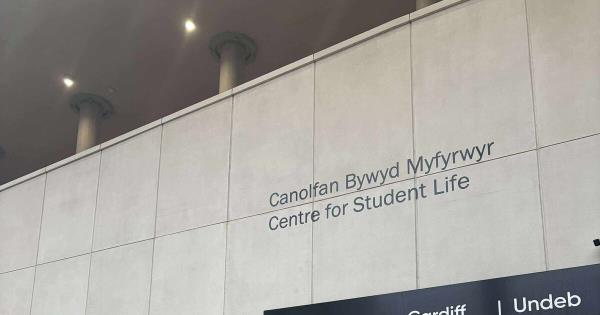 Canolfan Bywyd Myfyrwyr
Centre for Student Life
Cardiff | Undeb